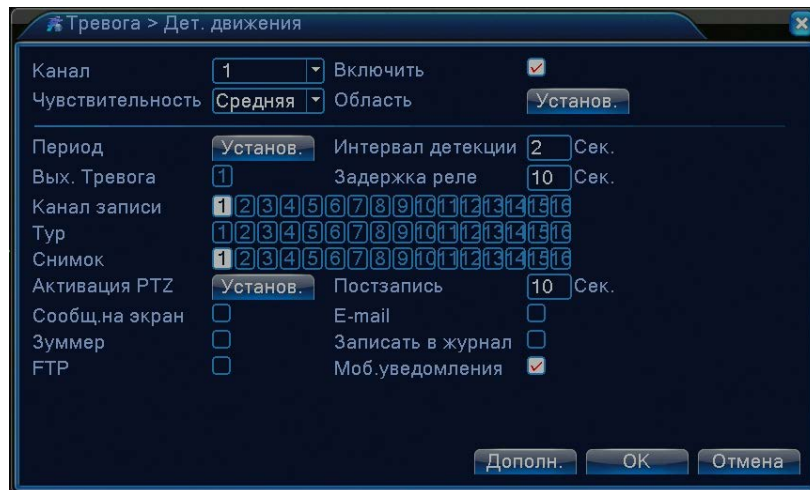 Тревога > Дет. движения
Канал 1 Включить
Чувствительность Средняя Область Установ.
Период Установ. Интервал детекции 2 Сек.
Вых. Тревога 1 Задержка реле 10 Сек.
Канал записи 1 2 3 4 5 6 7 8 9 10 11 12 13 14 15 16
Тур 1 2 3 4 5 6 7 8 9 10 11 12 13 14 15 16
Снимок 1 2 3 4 5 6 7 8 9 10 11 12 13 14 15 16
Активация PTZ Установ. Постзапись 10 Сек.
Сообщ.на экран E-mail
Зуммер Записать в журнал
FTP Моб.уведомления
Дополн. OK Отмена